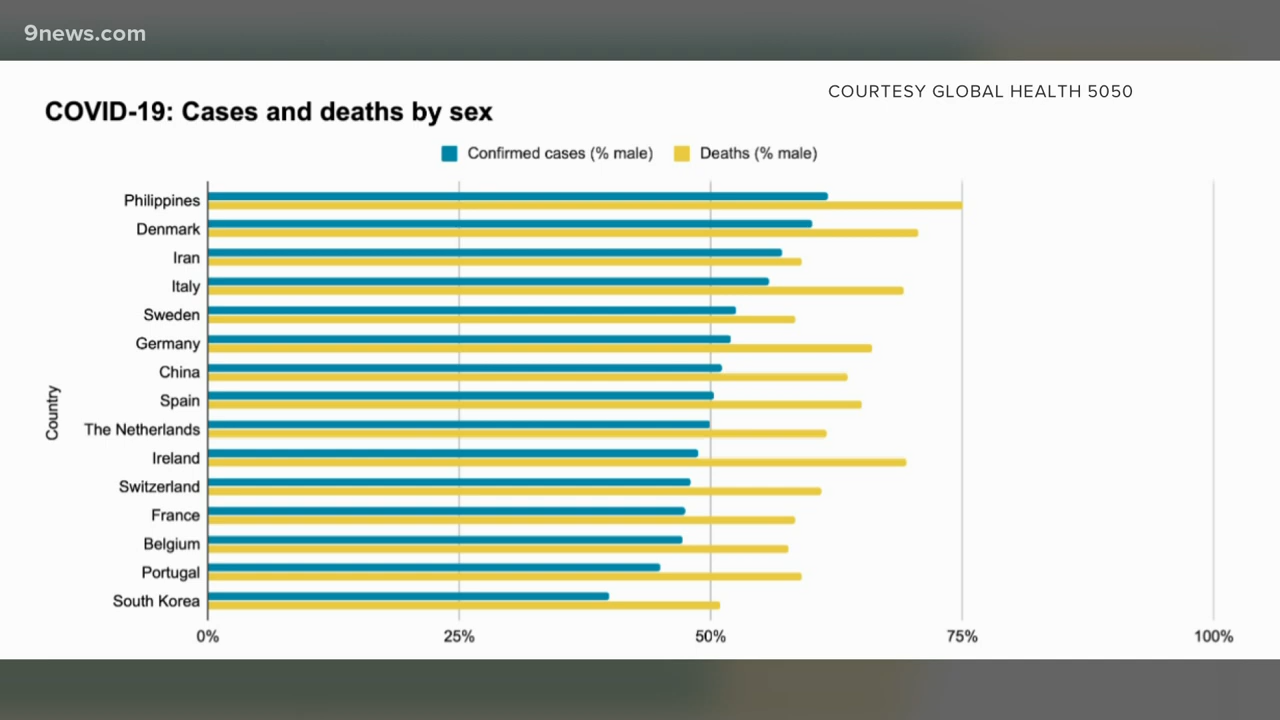 9news.com
COURTESY GLOBAL HEALTH 5050
COVID-19: Cases and deaths by sex
Confirmed cases (% male) Deaths (% male)
Country
Philippines
Denmark
Iran
Italy
Sweden
Germany
China
Spain
The Netherlands
Ireland
Switzerland
France
Belgium
Portugal
South Korea
0% 25% 50% 75% 100%